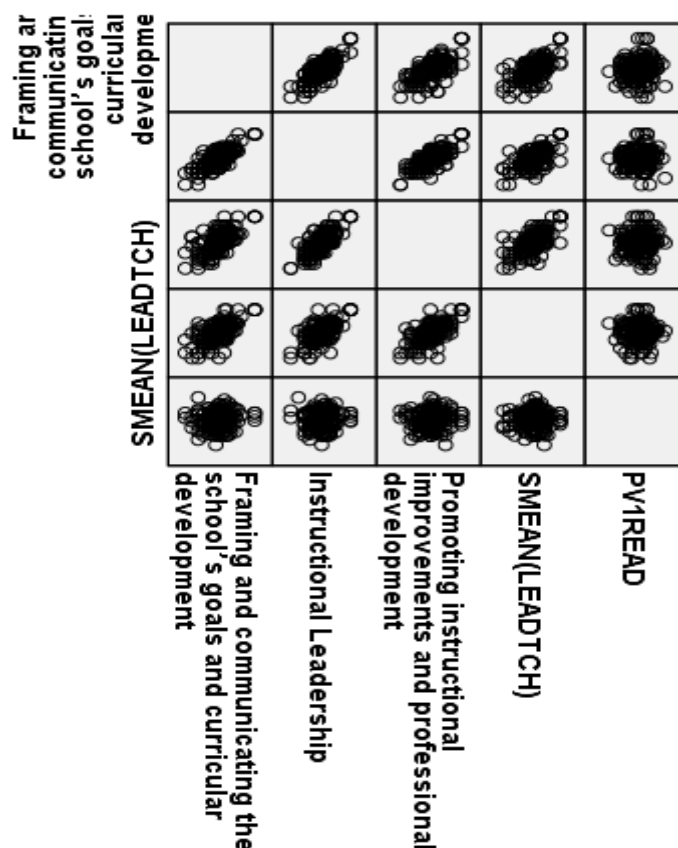 Framing ar
communicatin
school's goal
curricular
developme
SMEAN(LEADTCH)
Framing and communicating the
school's goals and curricular
development
Instructional Leadership
Promoting instructional
improvements and professional
development
SMEAN(LEADTCH)
PV1READ